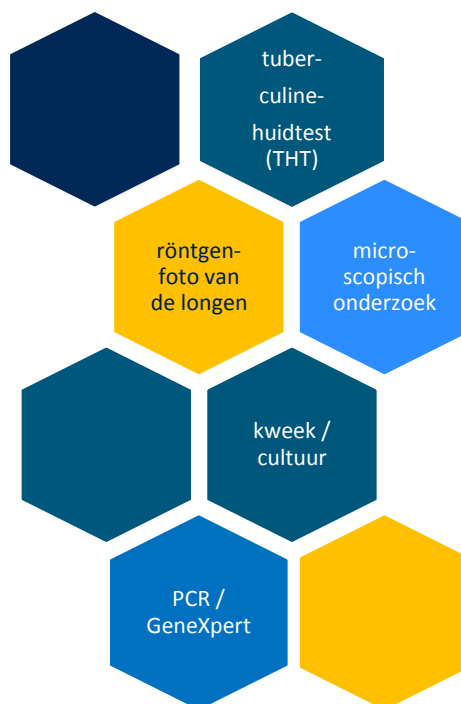 tuber-
culine-
huidtest
(THT)
röntgen-
foto van
de longen
micro-
scopisch
onderzoek
kweek /
cultuur
PCR /
GeneXpert